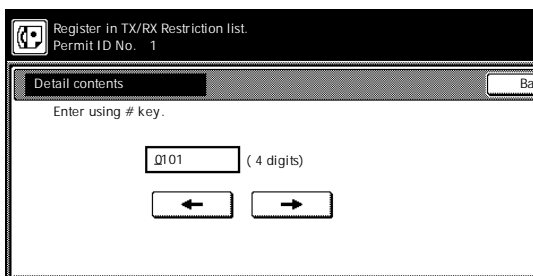 Register in TX/RX Restriction list.
Permit ID No. 1
Detail contents
Enter using # key.
0101 ( 4 digits)